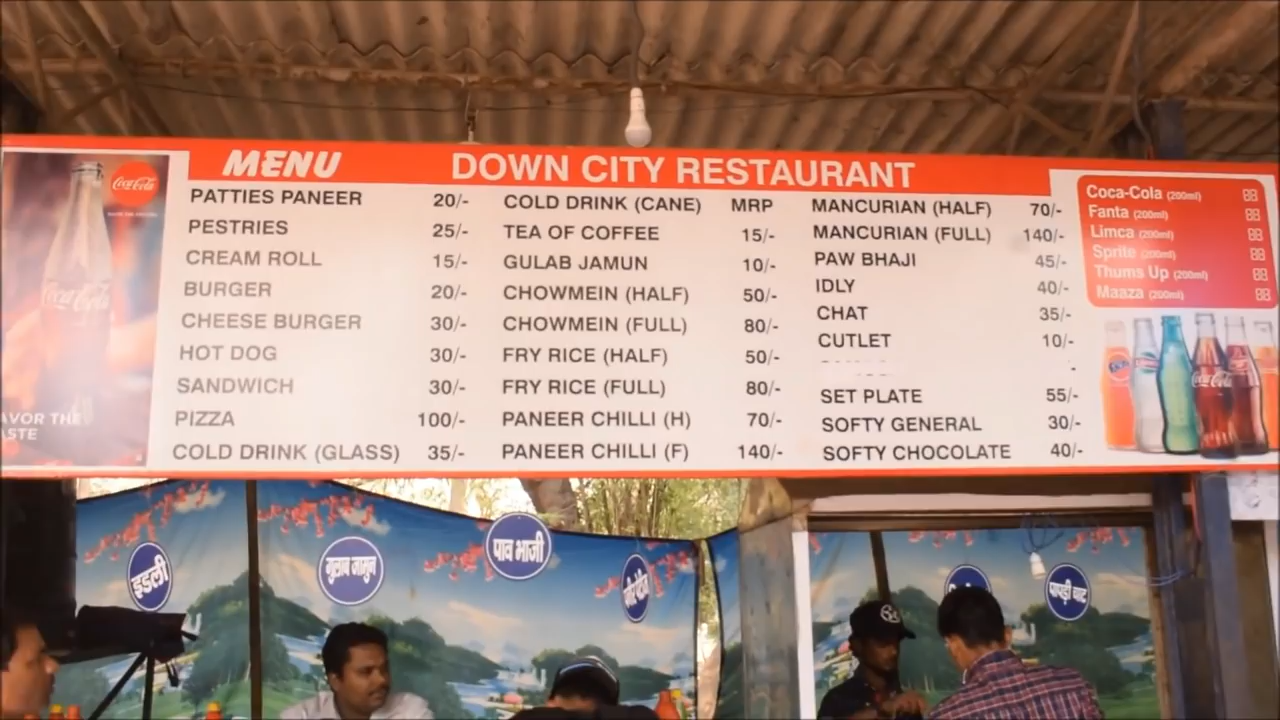 MENU
DOWN CITY RESTAURANT
Coca-Cola
AVOR THE
ASTE
PATTIES PANEER 20/-
PESTRIES 25/-
CREAM ROLL 15/-
BURGER 20/-
CHEESE BURGER 30/-
HOT DOG 30/-
SANDWICH 30/-
PIZZA 100/-
COLD DRINK (GLASS) 35/-
COLD DRINK (CANE) MRP
TEA OF COFFEE 15/-
GULAB JAMUN 10/-
CHOWMEIN (HALF) 50/-
CHOWMEIN (FULL) 80/-
FRY RICE (HALF) 50/-
FRY RICE (FULL) 80/-
PANEER CHILLI (H) 70/-
PANEER CHILLI (F) 140/-
MANCURIAN (HALF) 70/-
MANCURIAN (FULL) 140/-
PAW BHAJI 45/-
IDLY 40/-
CHAT 35/-
CUTLET 10/-
SET PLATE 55/-
SOFTY GENERAL 30/-
SOFTY CHOCOLATE 40/-
Coca-Cola (200ml)
Fanta (200ml)
Limca (200ml)
Sprite (200ml)
Thums Up (200ml)
Maaza (200ml)
Coca-Cola
Coca-Cola
इडली
गुलाब जामुन
पाव भाजी
पापड़ी चाट